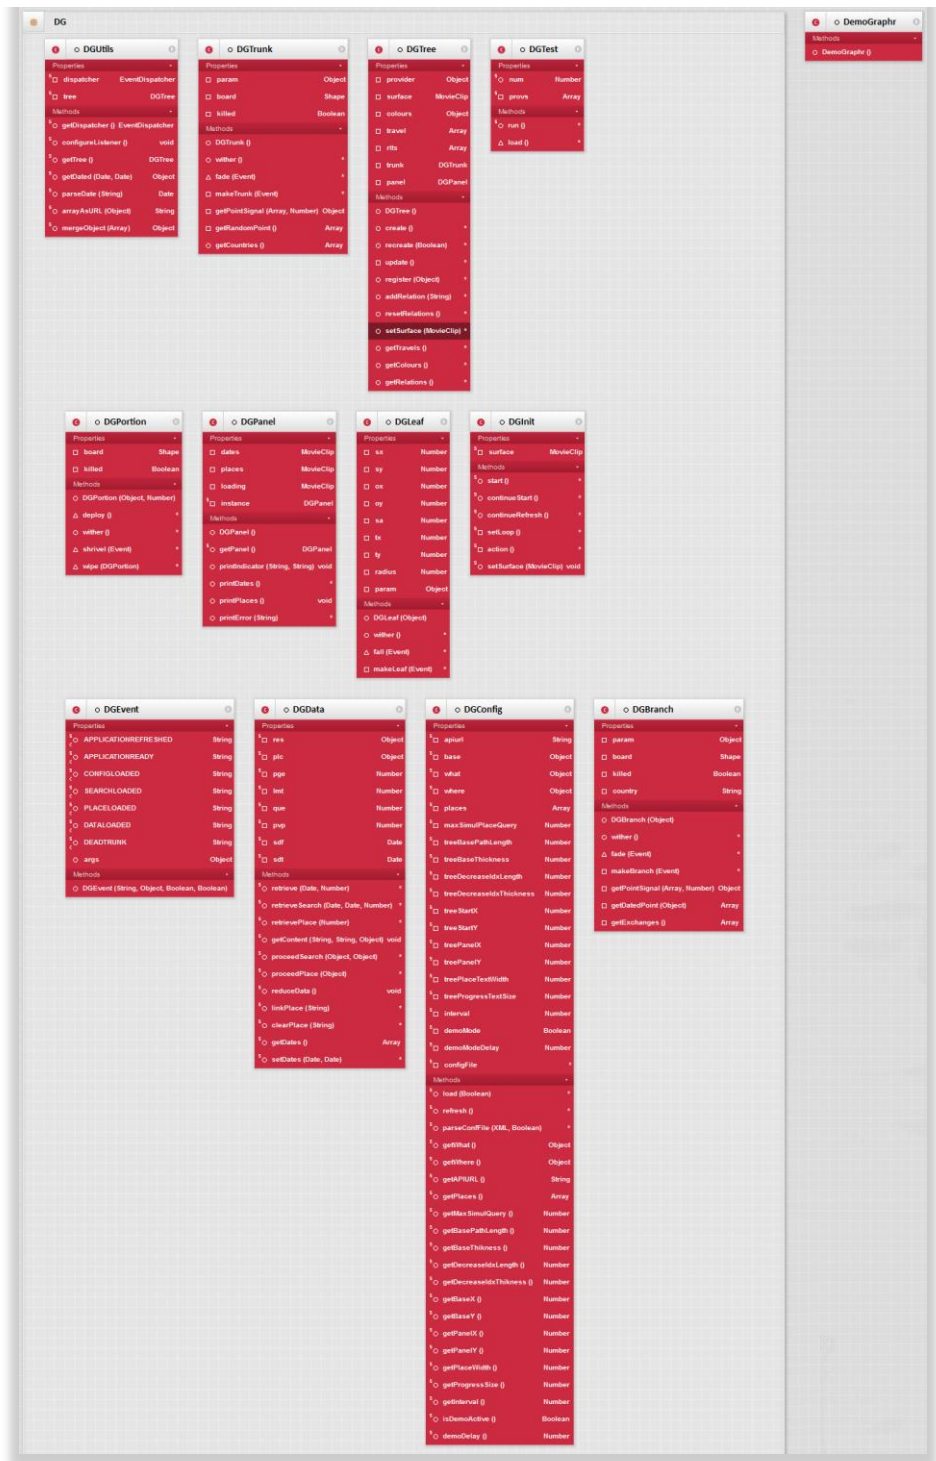 DG
DemoGraphr
Methods
DemoGraphr ()
DGUtils
Properties
dispatcher EventDispatcher
tree DGTree
Methods
getDispatcher () EventDispatcher
configureListener () void
getTree () DGTree
getDated (Date, Date) Object
parseDate (String) Date
arrayAsURL (Object) String
mergeObject (Array) Object
DGTrunk
Properties
param Object
board Shape
killed Boolean
Methods
DGTrunk ()
wither () *
fade (Event) *
makeTrunk (Event) *
getPointSignal (Array, Number) Object
getRandomPoint () Array
getCountries () Array
DGTree
Properties
provider Object
surface MovieClip
colours Object
travel Array
rlts Array
trunk DGTrunk
panel DGPanel
Methods
DGTree ()
create () *
recreate (Boolean) *
update () *
register (Object) *
addRelation (String) *
resetRelations () *
setSurface (MovieClip) *
getTravels () *
getColours () *
getRelations () *
DGTest
Properties
num Number
provs Array
Methods
run () *
load () *
DGPortion
Properties
board Shape
killed Boolean
Methods
DGPortion (Object, Number)
deploy () *
wither () *
shrivel (Event) *
wipe (DGPortion) *
DGPanel
Properties
dates MovieClip
places MovieClip
loading MovieClip
instance DGPanel
Methods
DGPanel ()
getPanel () DGPanel
printIndicator (String, String) void
printDates () *
printPlaces () void
printError (String) *
DGLeaf
Properties
sx Number
sy Number
ox Number
oy Number
sa Number
tx Number
ty Number
radius Number
param Object
Methods
DGLeaf (Object)
wither () *
fall (Event) *
makeLeaf (Event) *
DGInit
Properties
surface MovieClip
Methods
start () *
continueStart () *
continueRefresh () *
setLoop () *
action () *
setSurface (MovieClip) void
DGEvent
Properties
APPLICATIONREFRESHED String
APPLICATIONREADY String
CONFIGLOADED String
SEARCHLOADED String
PLACELOADED String
DATALOADED String
DEADTRUNK String
args Object
Methods
DGEvent (String, Object, Boolean, Boolean)
DGData
Properties
res Object
plc Object
pge Number
lmt Number
que Number
pvp Number
sdf Date
sdt Date
Methods
retrieve (Date, Number) *
retrieveSearch (Date, Date, Number) *
retrievePlace (Number) *
getContent (String, String, Object) void
proceedSearch (Object, Object) *
proceedPlace (Object) *
reduceData () void
linkPlace (String) *
clearPlace (String) *
getDates () Array
setDates (Date, Date) *
DGConfig
Properties
apiurl String
base Object
what Object
where Object
places Array
maxSimulPlaceQuery Number
treeBasePathLength Number
treeBaseThickness Number
treeDecreaseIdxLength Number
treeDecreaseIdxThickness Number
treeStartX Number
treeStartY Number
treePanelX Number
treePanelY Number
treePlaceTextWidth Number
treeProgressTextSize Number
interval Number
demoMode Boolean
demoModeDelay Number
configFile *
Methods
load (Boolean) *
refresh () *
parseConfFile (XML, Boolean) *
getWhat () Object
getWhere () Object
getAPIURL () String
getPlaces () Array
getMaxSimulQuery () Number
getBasePathLength () Number
getBaseThikness () Number
getDecreaseIdxLength () Number
getDecreaseIdxThikness () Number
getBaseX () Number
getBaseY () Number
getPanelX () Number
getPanelY () Number
getPlaceWidth () Number
getProgressSize () Number
getInterval () Number
isDemoActive () Boolean
demoDelay () Number
DGBranch
Properties
param Object
board Shape
killed Boolean
country String
Methods
DGBranch (Object)
wither () *
fade (Event) *
makeBranch (Event) *
getPointSignal (Array, Number) Object
getDatedPoint (Object) Array
getExchanges () Array